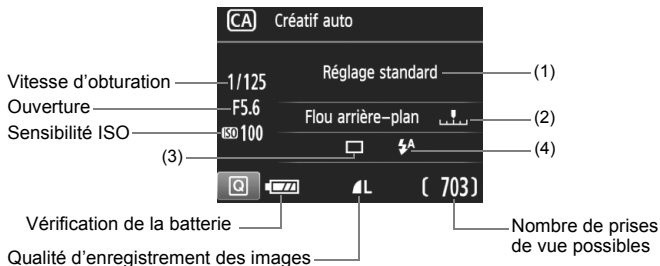 CA Créatif auto
Réglage standard
(1)
Vitesse d'obturation
1/125
Ouverture
F5.6
Flou arrière-plan
(2)
Sensibilité ISO
ISO 100
(3)
A
(4)
Q
L
( 703)
Vérification de la batterie
Nombre de prises
de vue possibles
Qualité d'enregistrement des images